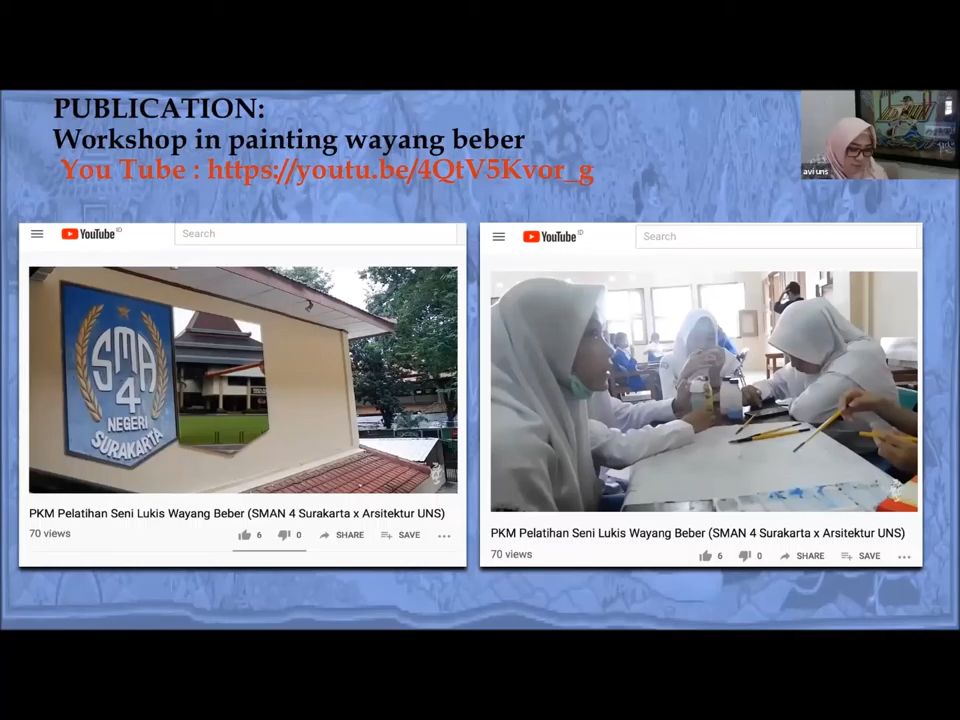 PUBLICATION:
Workshop in painting wayang beber
You Tube : https://youtu.be/4QtV5Kvor_g
avi uns
YouTube ID
Search
SMA
4
NEGERI
SURAKARTA
PKM Pelatihan Seni Lukis Wayang Beber (SMAN 4 Surakarta x Arsitektur UNS)
70 views
6
0
SHARE
SAVE
YouTube ID
Search
PKM Pelatihan Seni Lukis Wayang Beber (SMAN 4 Surakarta x Arsitektur UNS)
70 views
6
0
SHARE
SAVE